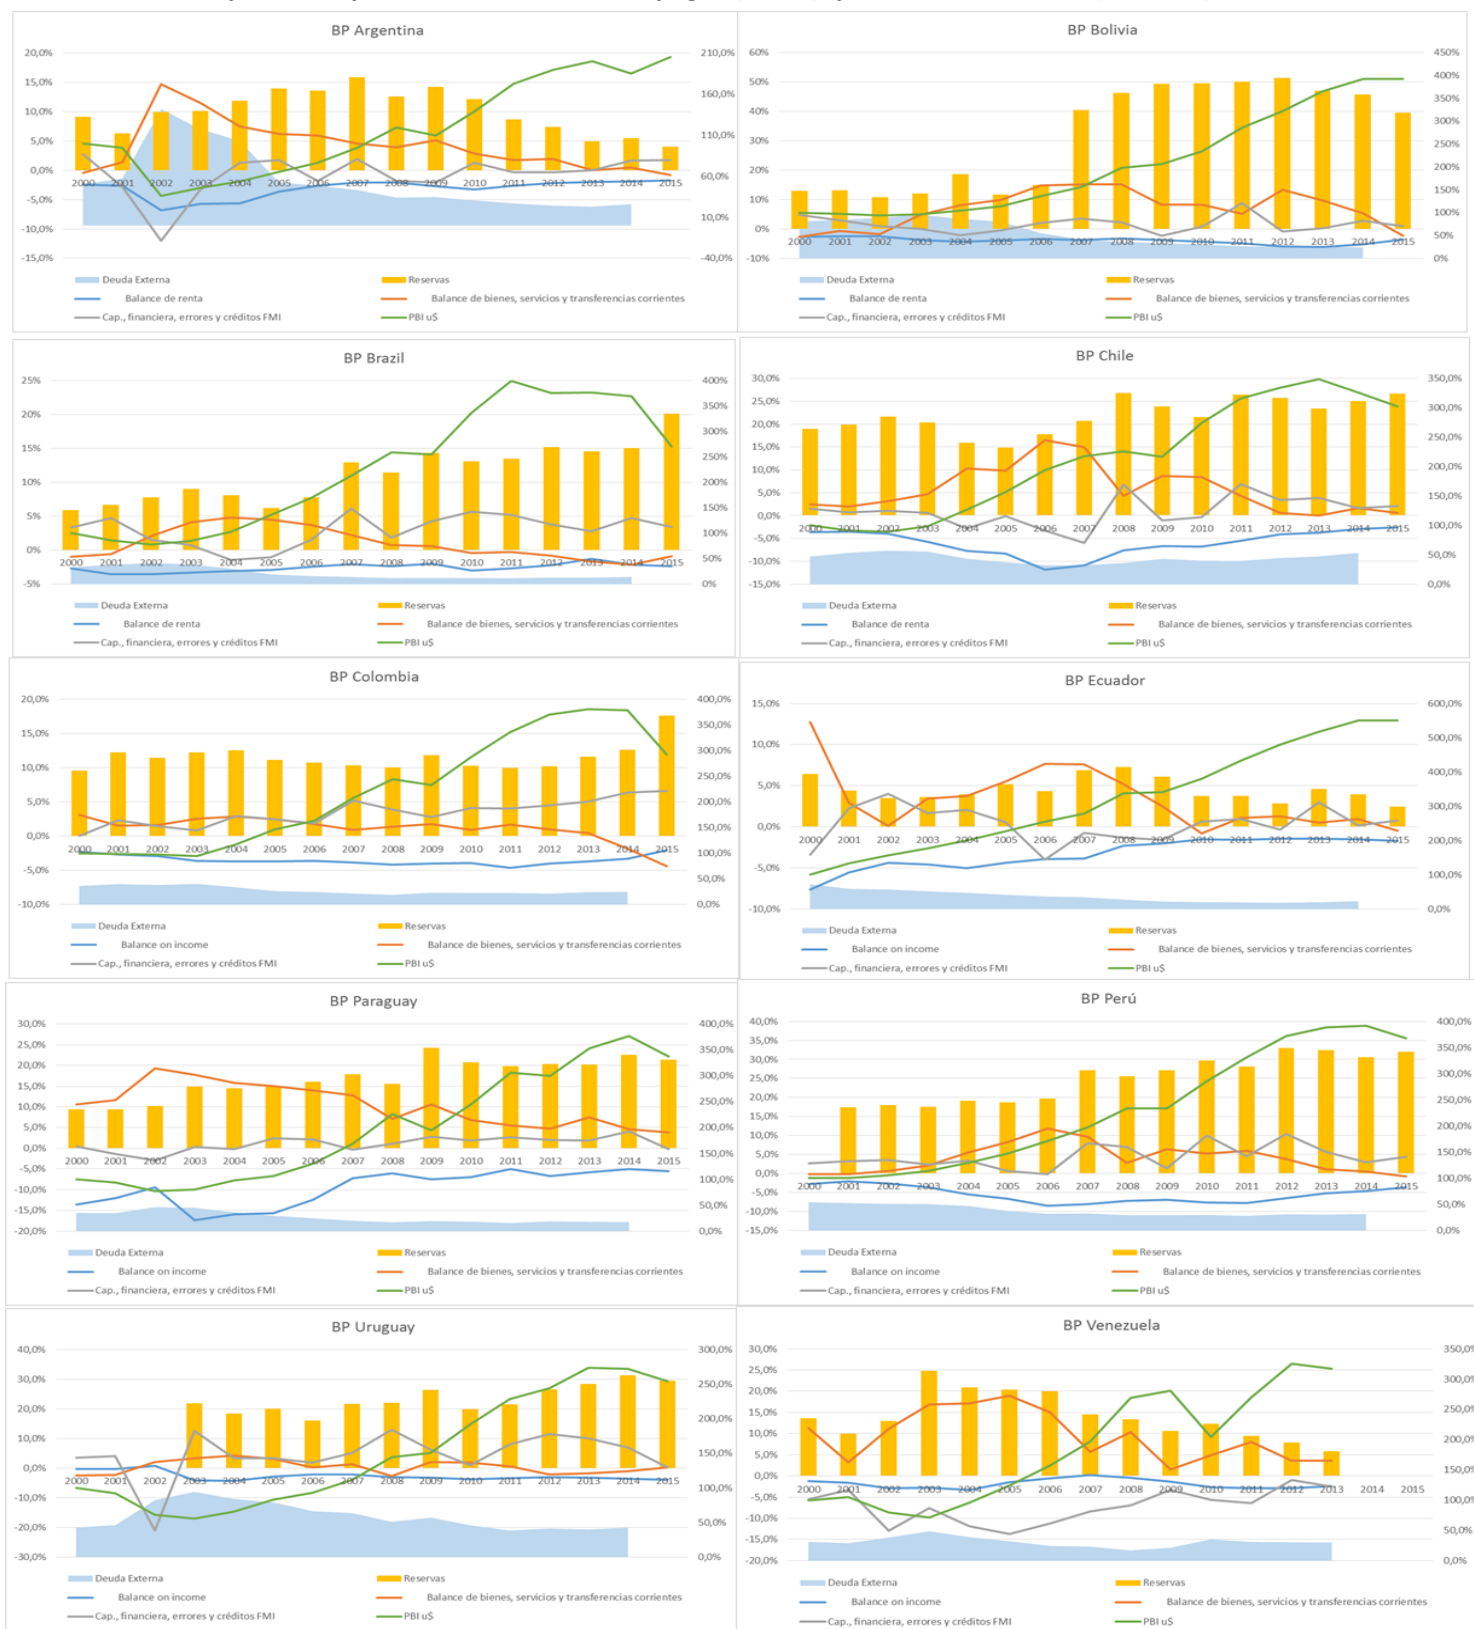 BP Argentina
20,0% 15,0% 10,0% 5,0% 0,0% -5,0% -10,0% -15,0%
210,0% 160,0% 110,0% 60,0% 10,0% -40,0%
2000 2001 2002 2003 2004 2005 2006 2007 2008 2009 2010 2011 2012 2013 2014 2015
Deuda Externa Reservas
Balance de renta Balance de bienes, servicios y transferencias corrientes
Cap., financiera, errores y créditos FMI PBI u$
BP Bolivia
60% 50% 40% 30% 20% 10% 0% -10%
450% 400% 350% 300% 250% 200% 150% 100% 50% 0%
2000 2001 2002 2003 2004 2005 2006 2007 2008 2009 2010 2011 2012 2013 2014 2015
Deuda Externa Reservas
Balance de renta Balance de bienes, servicios y transferencias corrientes
Cap., financiera, errores y créditos FMI PBI u$
BP Brazil
25% 20% 15% 10% 5% 0% -5%
400% 350% 300% 250% 200% 150% 100% 50% 0%
2000 2001 2002 2003 2004 2005 2006 2007 2008 2009 2010 2011 2012 2013 2014 2015
Deuda Externa Reservas
Balance de renta Balance de bienes, servicios y transferencias corrientes
Cap., financiera, errores y créditos FMI PBI u$
BP Chile
30,0% 25,0% 20,0% 15,0% 10,0% 5,0% 0,0% -5,0% -10,0% -15,0%
350,0% 300,0% 250,0% 200,0% 150,0% 100,0% 50,0% 0,0%
2000 2001 2002 2003 2004 2005 2006 2007 2008 2009 2010 2011 2012 2013 2014 2015
Deuda Externa Reservas
Balance de renta Balance de bienes, servicios y transferencias corrientes
Cap., financiera, errores y créditos FMI PBI u$
BP Colombia
20,0% 15,0% 10,0% 5,0% 0,0% -5,0% -10,0%
400,0% 350,0% 300,0% 250,0% 200,0% 150,0% 100,0% 50,0% 0,0%
2000 2001 2002 2003 2004 2005 2006 2007 2008 2009 2010 2011 2012 2013 2014 2015
Deuda Externa Reservas
Balance on income Balance de bienes, servicios y transferencias corrientes
Cap., financiera, errores y créditos FMI PBI u$
BP Ecuador
15,0% 10,0% 5,0% 0,0% -5,0% -10,0%
600,0% 500,0% 400,0% 300,0% 200,0% 100,0% 0,0%
2000 2001 2002 2003 2004 2005 2006 2007 2008 2009 2010 2011 2012 2013 2014 2015
Deuda Externa Reservas
Balance on income Balance de bienes, servicios y transferencias corrientes
Cap., financiera, errores y créditos FMI PBI u$
BP Paraguay
30,0% 25,0% 20,0% 15,0% 10,0% 5,0% 0,0% -5,0% -10,0% -15,0% -20,0%
400,0% 350,0% 300,0% 250,0% 200,0% 150,0% 100,0% 50,0% 0,0%
2000 2001 2002 2003 2004 2005 2006 2007 2008 2009 2010 2011 2012 2013 2014 2015
Deuda Externa Reservas
Balance on income Balance de bienes, servicios y transferencias corrientes
Cap., financiera, errores y créditos FMI PBI u$
BP Perú
40,0% 35,0% 30,0% 25,0% 20,0% 15,0% 10,0% 5,0% 0,0% -5,0% -10,0% -15,0%
400,0% 350,0% 300,0% 250,0% 200,0% 150,0% 100,0% 50,0% 0,0%
2000 2001 2002 2003 2004 2005 2006 2007 2008 2009 2010 2011 2012 2013 2014 2015
Deuda Externa Reservas
Balance on income Balance de bienes, servicios y transferencias corrientes
Cap., financiera, errores y créditos FMI PBI u$
BP Uruguay
40,0% 30,0% 20,0% 10,0% 0,0% -10,0% -20,0% -30,0%
300,0% 250,0% 200,0% 150,0% 100,0% 50,0% 0,0%
2000 2001 2002 2003 2004 2005 2006 2007 2008 2009 2010 2011 2012 2013 2014 2015
Deuda Externa Reservas
Balance on income Balance de bienes, servicios y transferencias corrientes
Cap., financiera, errores y créditos FMI PBI u$
BP Venezuela
30,0% 25,0% 20,0% 15,0% 10,0% 5,0% 0,0% -5,0% -10,0% -15,0% -20,0%
350,0% 300,0% 250,0% 200,0% 150,0% 100,0% 50,0% 0,0%
2000 2001 2002 2003 2004 2005 2006 2007 2008 2009 2010 2011 2012 2013 2014 2015
Deuda Externa Reservas
Balance on income Balance de bienes, servicios y transferencias corrientes
Cap., financiera, errores y créditos FMI PBI u$